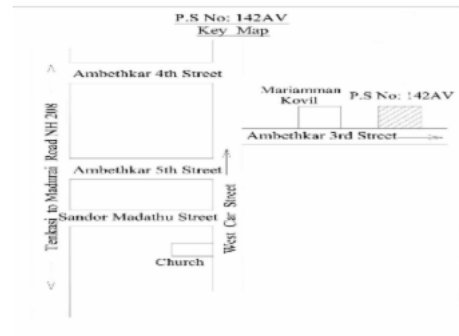 P.S No: 142AV
Key Map
Ambethkar 4th Street
Mariamman
Kovil
P.S No: 142AV
Ambethkar 3rd Street
Tenkasi to Madurai Road NH 208
Ambethkar 5th Street
West Car Street
Sandor Madathu Street
Church